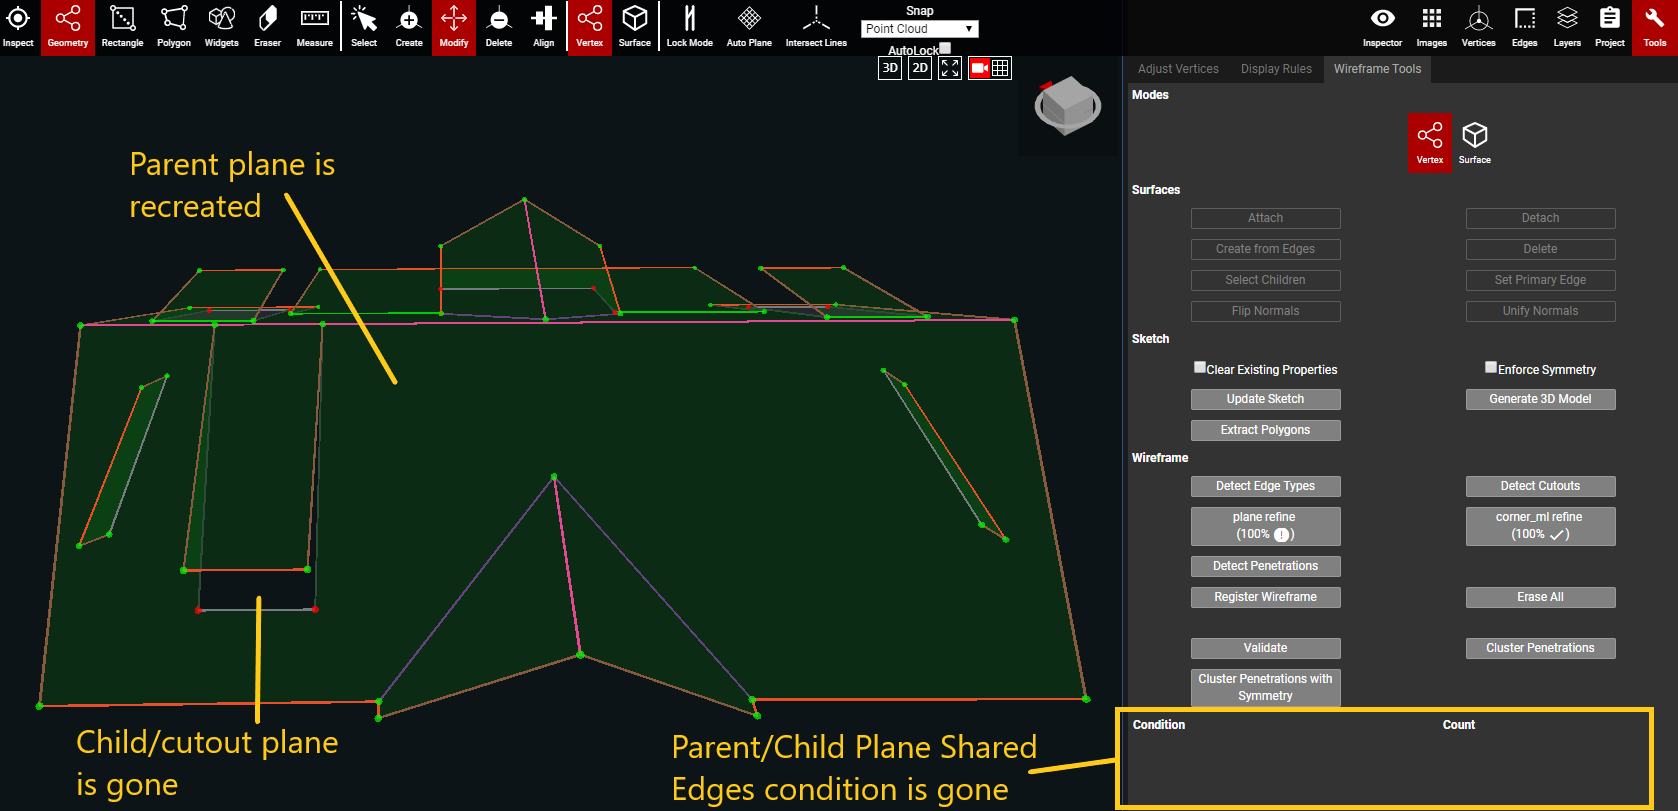 Inspect
Geometry
Rectangle
Polygon
Widgets
Eraser
Measure
Select
Create
Modify
Delete
Align
Vertex
Surface
Lock Mode
Auto Plane
Intersect Lines
Snap
Point Cloud
AutoLock
3D
2D
Inspector
Images
Vertices
Edges
Layers
Project
Tools
Adjust Vertices
Display Rules
Wireframe Tools
Modes
Vertex
Surface
Surfaces
Attach
Detach
Create from Edges
Delete
Select Children
Set Primary Edge
Flip Normals
Unify Normals
Sketch
Clear Existing Properties
Enforce Symmetry
Update Sketch
Generate 3D Model
Extract Polygons
Wireframe
Detect Edge Types
Detect Cutouts
plane refine
(100% !)
corner_ml refine
(100% ✓)
Detect Penetrations
Register Wireframe
Erase All
Validate
Cluster Penetrations
Cluster Penetrations with
Symmetry
Condition
Count
Parent plane is
recreated
Child/cutout plane
is gone
Parent/Child Plane Shared
Edges condition is gone